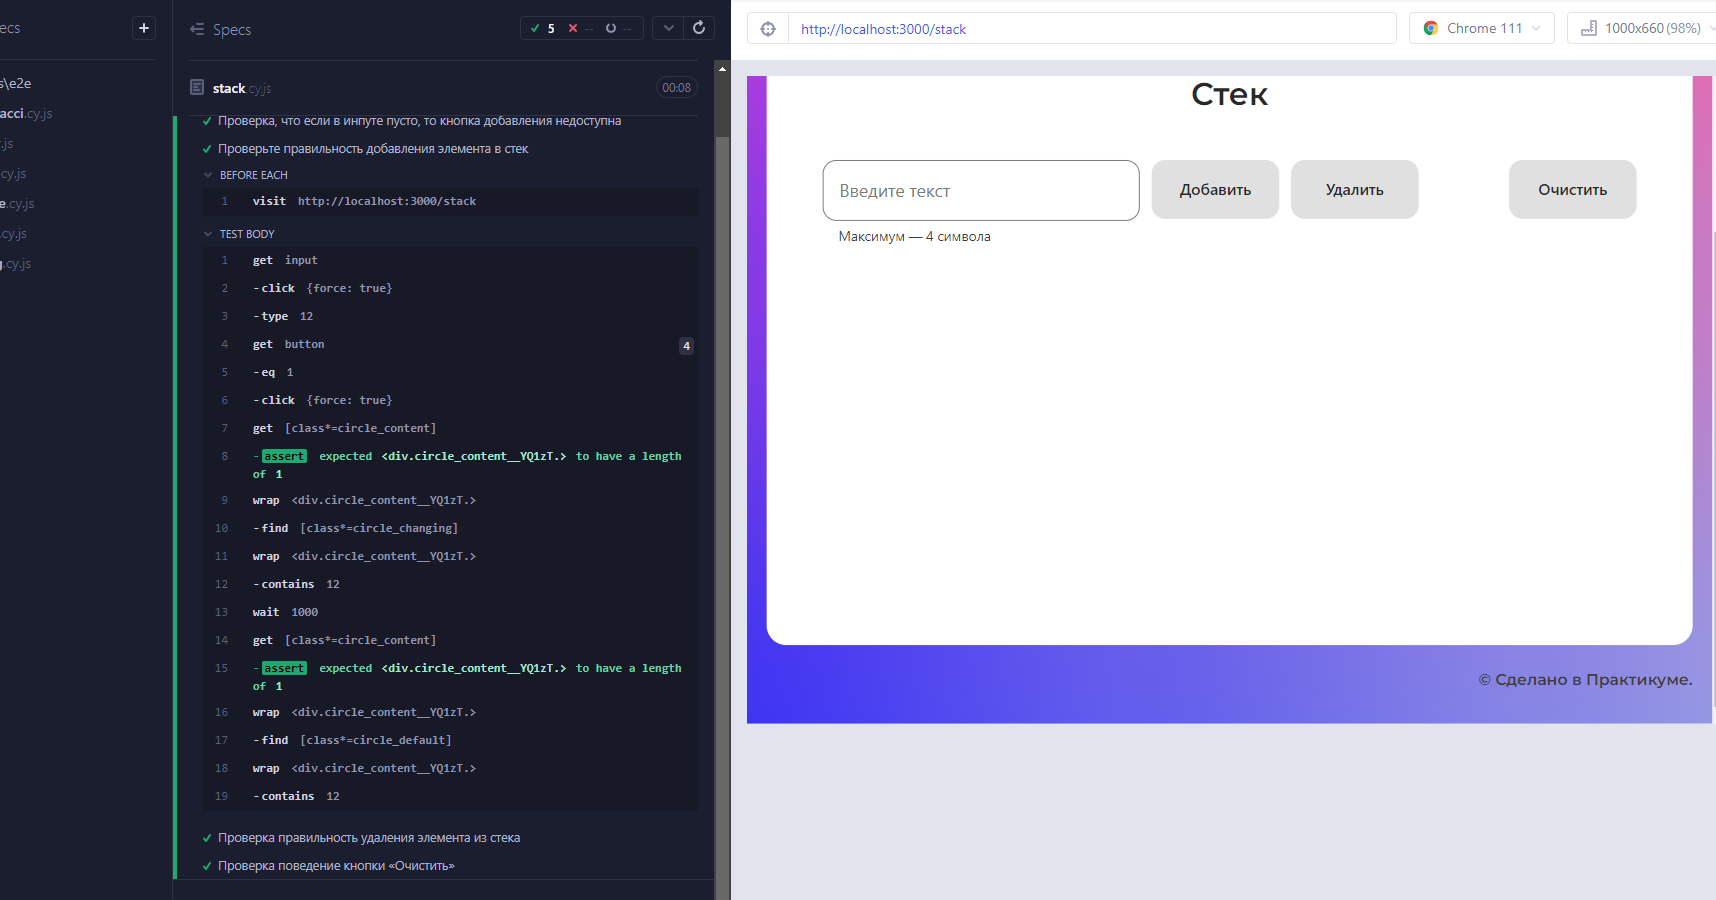 ecs
+
s\e2e
acci.cy.js
.js
cy.js
e.cy.js
.cy.js
g.cy.js
Specs
5 -- --
stack.cy.js
00:08
Проверка, что если в инпуте пусто, то кнопка добавления недоступна
Проверьте правильность добавления элемента в стек
BEFORE EACH
1 visit http://localhost:3000/stack
TEST BODY
1 get input
2 -click {force: true}
3 -type 12
4 get button 4
5 -eq 1
6 -click {force: true}
7 get [class*=circle_content]
8 -assert expected <div.circle_content__YQ1zT.> to have a length
of 1
9 wrap <div.circle_content__YQ1zT.>
10 -find [class*=circle_changing]
11 wrap <div.circle_content__YQ1zT.>
12 -contains 12
13 wait 1000
14 get [class*=circle_content]
15 -assert expected <div.circle_content__YQ1zT.> to have a length
of 1
16 wrap <div.circle_content__YQ1zT.>
17 -find [class*=circle_default]
18 wrap <div.circle_content__YQ1zT.>
19 -contains 12
Проверка правильность удаления элемента из стека
Проверка поведение кнопки «Очистить»
http://localhost:3000/stack
Chrome 111
1000x660 (98%)
Стек
Введите текст
Добавить
Удалить
Очистить
Максимум — 4 символа
© Сделано в Практикуме.